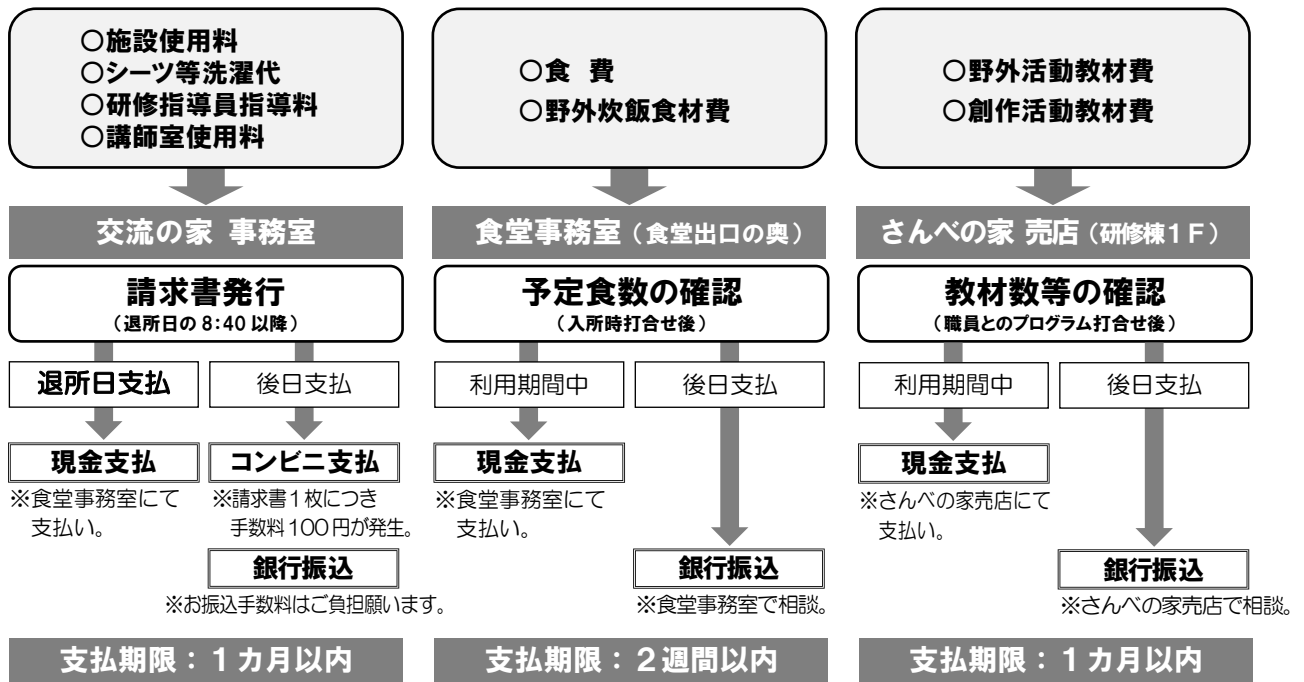 ○施設使用料
○シーツ等洗濯代
○研修指導員指導料
○講師室使用料
交流の家 事務室
請求書発行
（退所日の 8:40 以降）
退所日支払
後日支払
現金支払
※食堂事務室にて
支払い。
コンビニ支払
※請求書１枚につき
手数料100円が発生。
銀行振込
※お振込手数料はご負担願います。
支払期限：１カ月以内
○食 費
○野外炊飯食材費
食堂事務室（食堂出口の奥）
予定食数の確認
（入所時打合せ後）
利用期間中
後日支払
現金支払
※食堂事務室にて
支払い。
銀行振込
※食堂事務室で相談。
支払期限：２週間以内
○野外活動教材費
○創作活動教材費
さんべの家 売店（研修棟１Ｆ）
教材数等の確認
（職員とのプログラム打合せ後）
利用期間中
後日支払
現金支払
※さんべの家売店にて
支払い。
銀行振込
※さんべの家売店で相談。
支払期限：１カ月以内